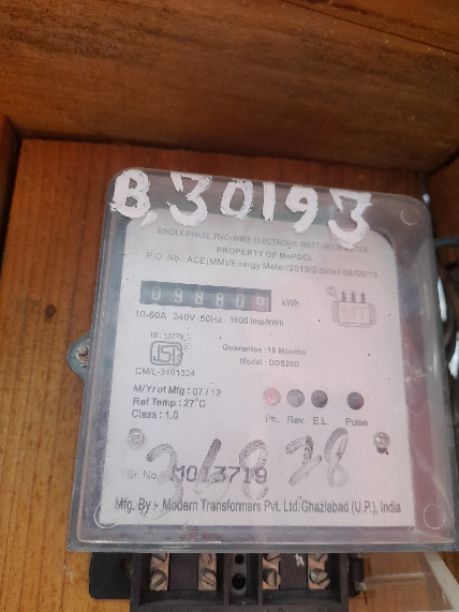 B,30193
SINGLE PHASE TWO-WIRE ELECTRONIC WATT-HOUR METER
PROPERTY OF MePDCL
P.O. No.: ACE(MM)/Energy Meter/2013/3 dated 08/05/13
098806 kWh
10-60A 240V 50Hz 1600 Imp/kWh
MT
IS : 13779
ISI
CM/L-3101324
Guarantee : 18 Months
Model : DDS26D
M/Yr of Mfg : 07 / 13
Ref Temp : 27°C
Class : 1.0
Ph. Rev. E.L. Pulse
Sr. No. M013719
Mfg. By :- Modern Transformers Pvt. Ltd. Ghaziabad (U.P.), India